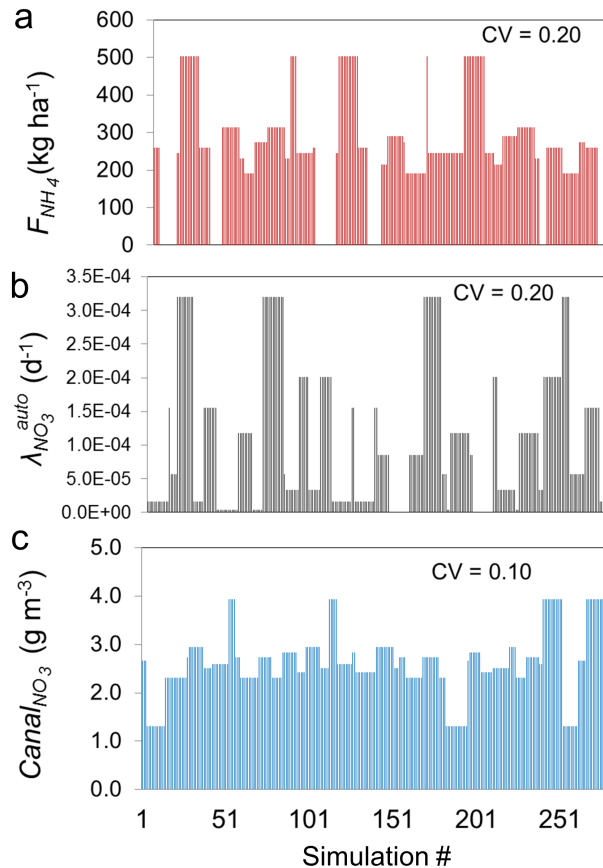 a
600
500
400
300
200
100
0
F_NH4 (kg ha⁻¹)
CV = 0.20
b
3.5E-04
3.0E-04
2.5E-04
2.0E-04
1.5E-04
1.0E-04
5.0E-05
0.0E+00
λ_NO3^auto (d⁻¹)
CV = 0.20
c
5.0
4.0
3.0
2.0
1.0
0.0
Canal_NO3 (g m⁻³)
CV = 0.10
1 51 101 151 201 251
Simulation #